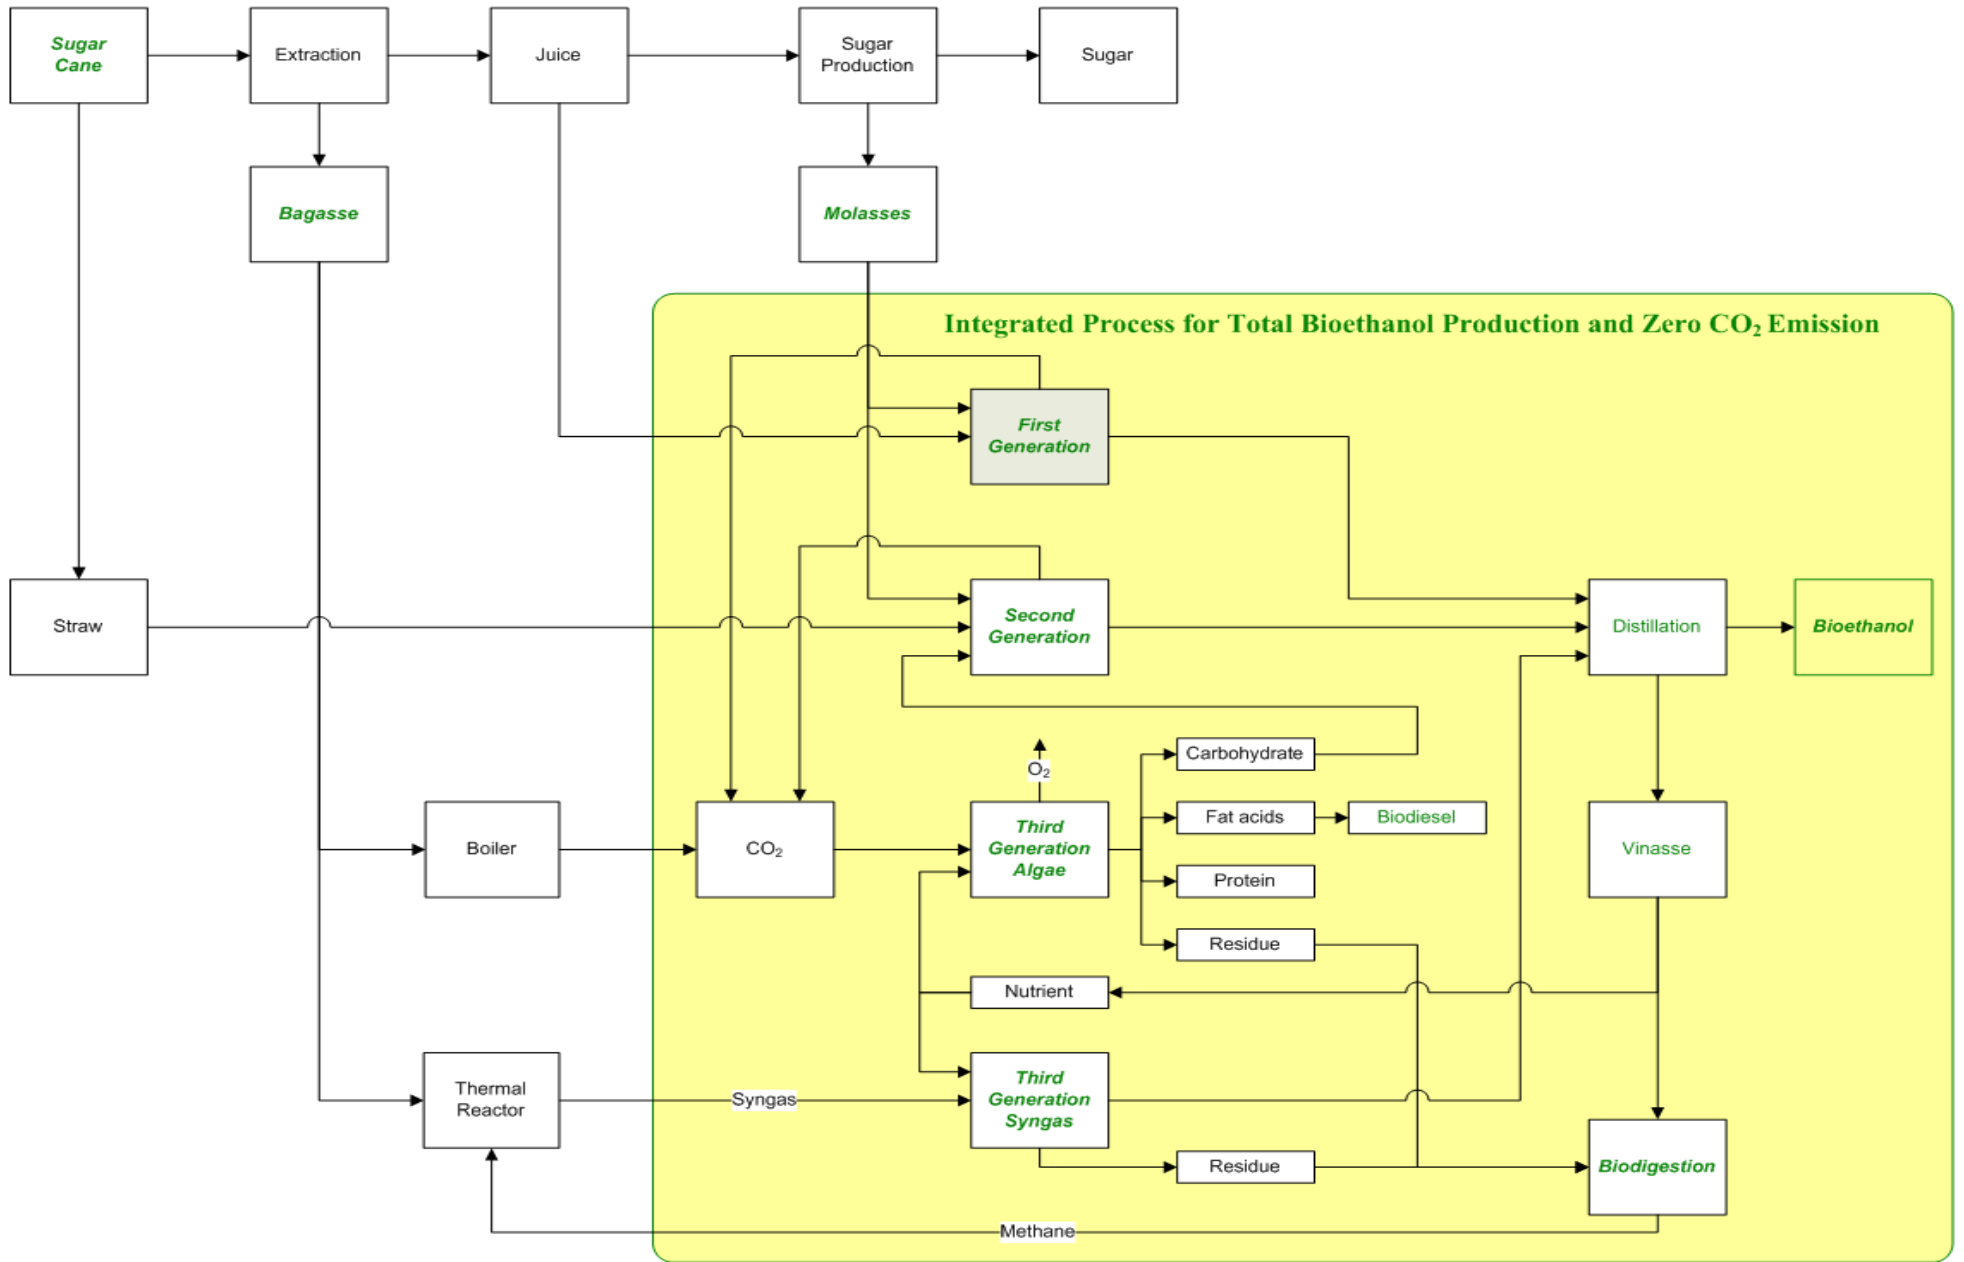 Sugar
Cane
Extraction
Juice
Sugar
Production
Sugar
Bagasse
Molasses
Integrated Process for Total Bioethanol Production and Zero CO₂ Emission
First
Generation
Straw
Second
Generation
Distillation
Bioethanol
Carbohydrate
O₂
Boiler
CO₂
Third
Generation
Algae
Fat acids
Biodiesel
Vinasse
Protein
Residue
Nutrient
Thermal
Reactor
Syngas
Third
Generation
Syngas
Residue
Biodigestion
Methane